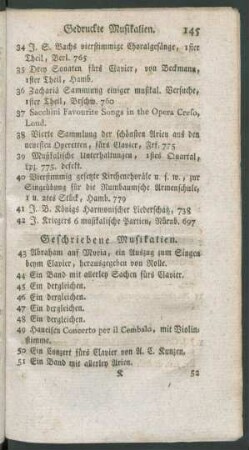 Gedruckte Musikalien. 145
34 J. S. Bachs vierstimmige Choralgesänge, 1ster
Theil, Berl. 765
35 Drey Sonaten fürs Clavier, von Beckmann,
1ster Theil, Hamb.
36 Zachariä Sammlung einiger musikal. Versuche,
1ster Theil, Brschw. 760
37 Sacchini Favourite Songs in the Opera Creso,
Lond.
38 Vierte Sammlung der schönsten Arien aus den
neuesten Operetten, fürs Clavier, Frf. 775
39 Musikalische Unterhaltungen, 1stes Quartal,
Lpz. 775. defekt.
40 Vierstimmig gesetzte Kirchenchoräle u. s. w., zur
Singeübung für die Rumbaumsche Armenschule,
1 u. 2tes Stück, Hamb. 779
41 J. B. Königs Harmonischer Liederschatz, 738
42 J. Kriegers 6 musikalische Partien, Nürnb. 697
Geschriebene Musikalien.
43 Abraham auf Moria, ein Auszug zum Singen
beym Clavier, herausgegeben von Rolle.
44 Ein Band mit allerley Sachen fürs Clavier.
45 Ein dergleichen.
46 Ein dergleichen.
47 Ein dergleichen.
48 Ein dergleichen.
49 Concerto per il Cembalo, mit Violin-
stimme.
50 Ein Konzert fürs Clavier von A. C. Kunzen.
51 Ein Band mit allerley Arien.
K 52